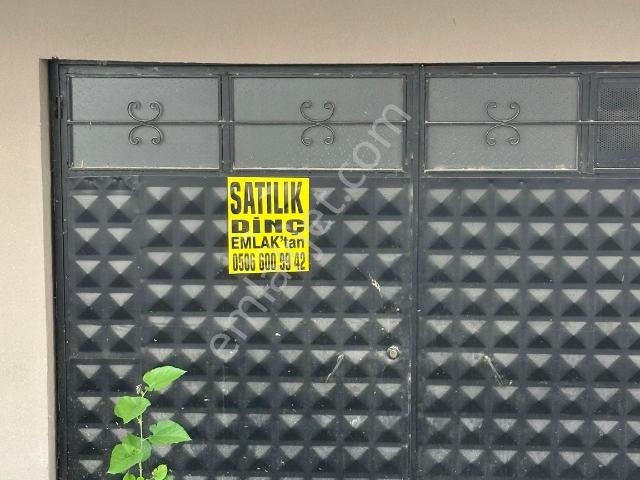 SATILIK
DİNÇ
EMLAK'tan
0506 600 99 42
emlakjet.com